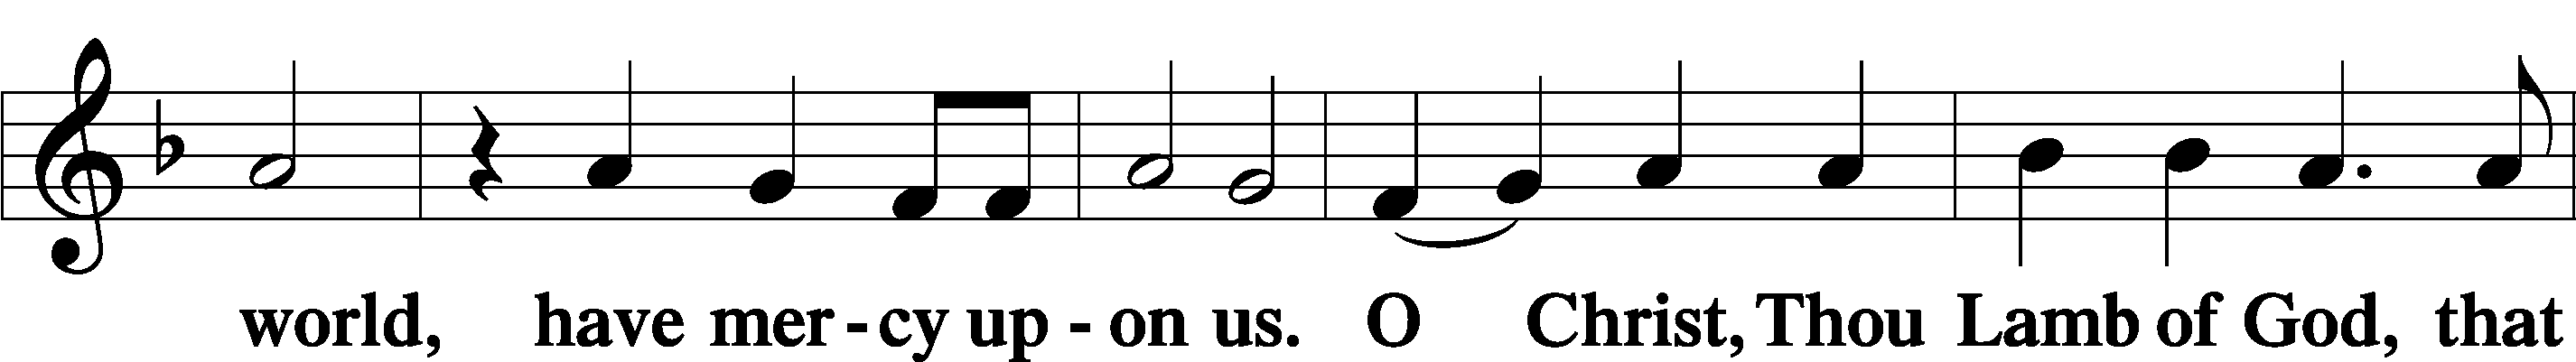 world, have mer - cy up - on us. O Christ, Thou Lamb of God, that